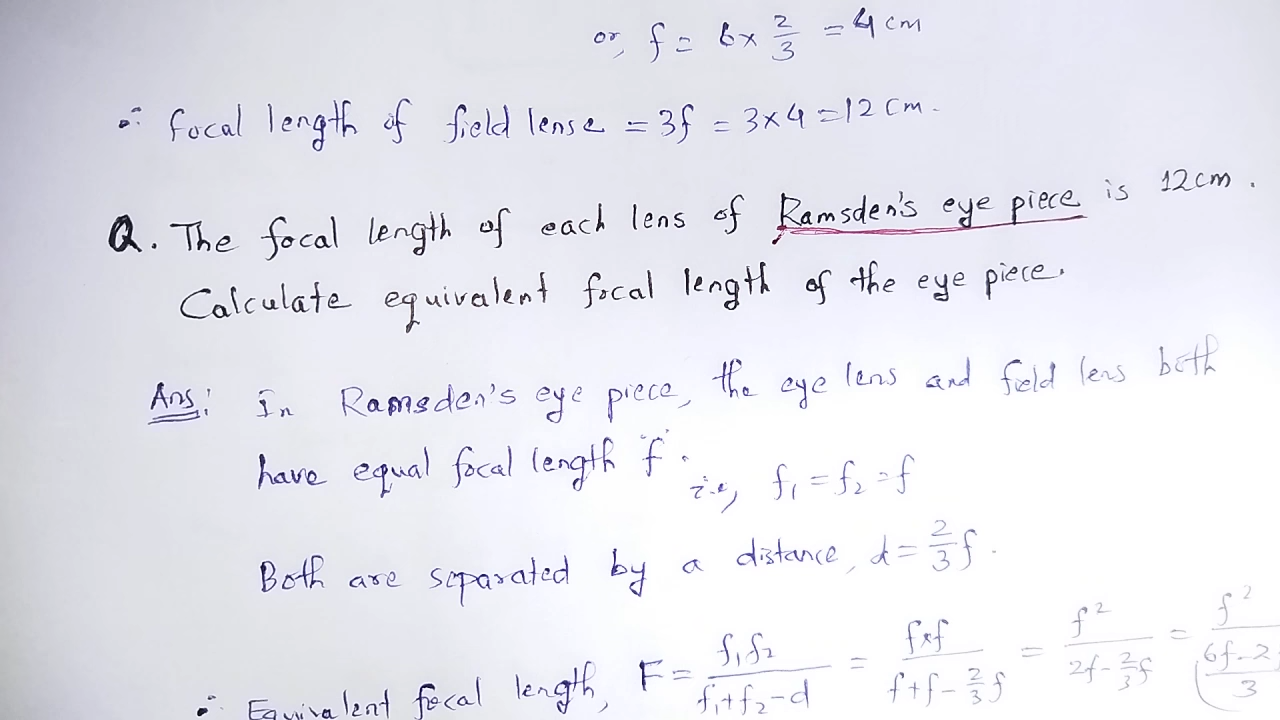 or, f = 6 × 2/3 = 4 cm
∴ focal length of field lense = 3f = 3×4 = 12 cm.
Q. The focal length of each lens of Ramsden's eye piece is 12cm.
Calculate equivalent focal length of the eye piece.
Ans: In Ramsden's eye piece, the eye lens and field lens both
have equal focal length 'f'. i.e, f₁ = f₂ = f
Both are separated by a distance, d = 2/3 f.
∴ Equivalent focal length, F = f₁f₂/(f₁+f₂-d) = f×f/(f+f-2/3 f) = f²/(2f-2/3 f) = f²/((6f-2/3